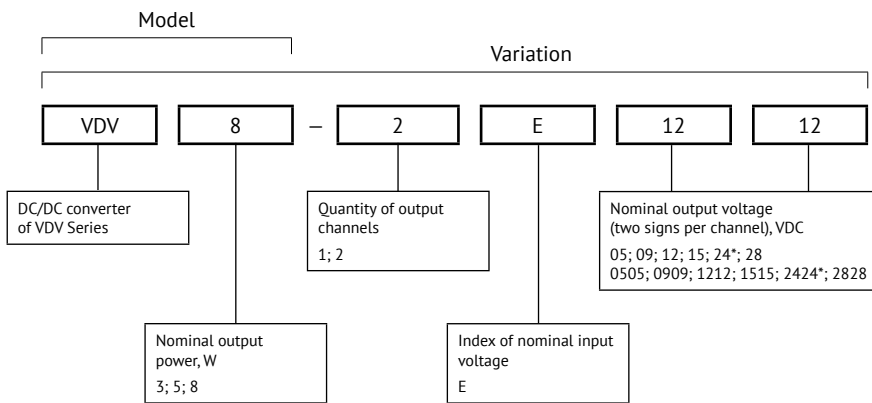 Model
Variation
VDV
8
–
2
E
12
12
DC/DC converter
of VDV Series
Quantity of output
channels
1; 2
Nominal output voltage
(two signs per channel), VDC
05; 09; 12; 15; 24*; 28
0505; 0909; 1212; 1515; 2424*; 2828
Nominal output
power, W
3; 5; 8
Index of nominal input
voltage
E